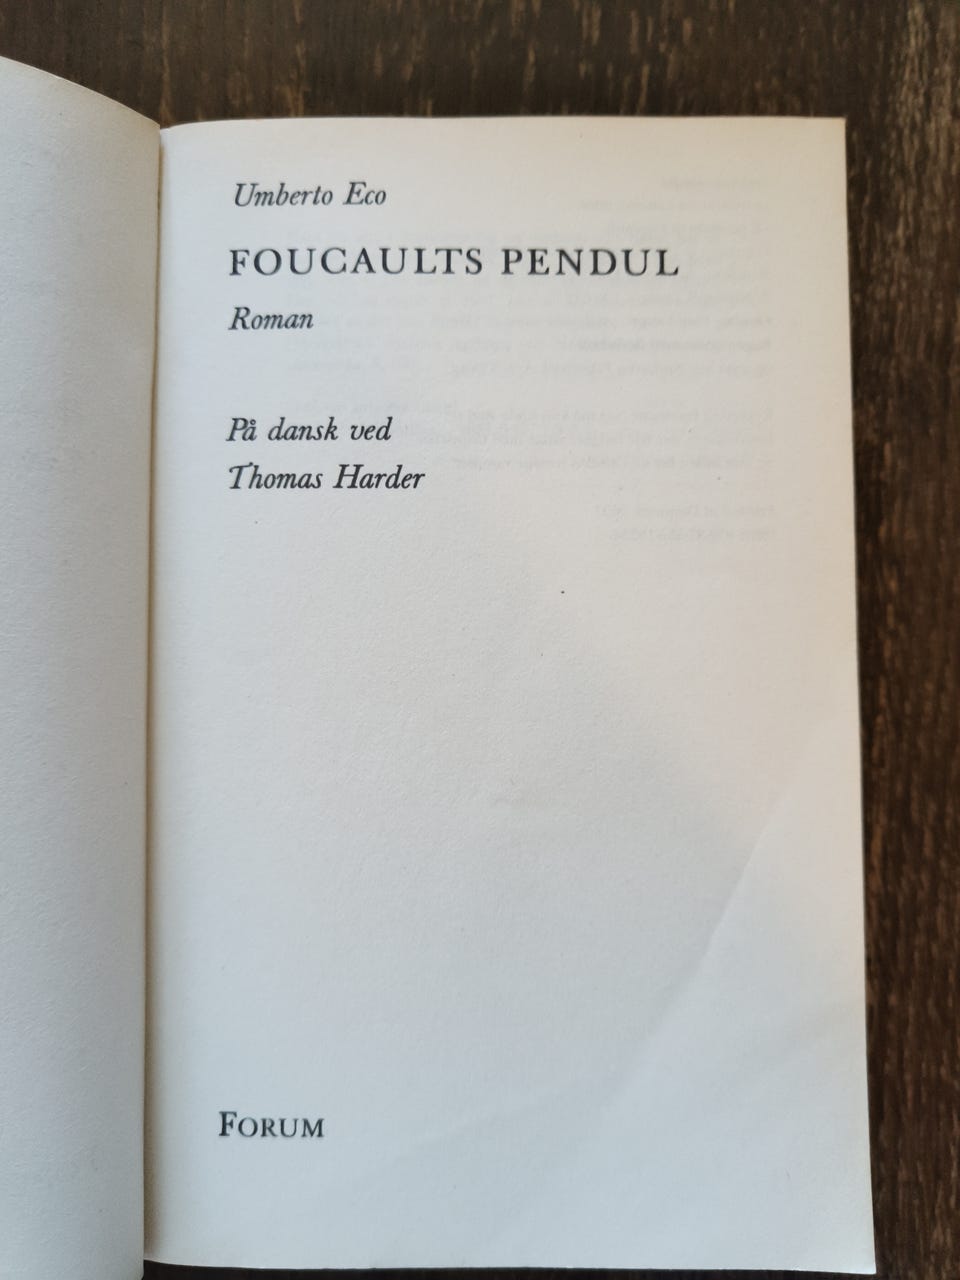 Umberto Eco
FOUCAULTS PENDUL
Roman
På dansk ved
Thomas Harder
FORUM